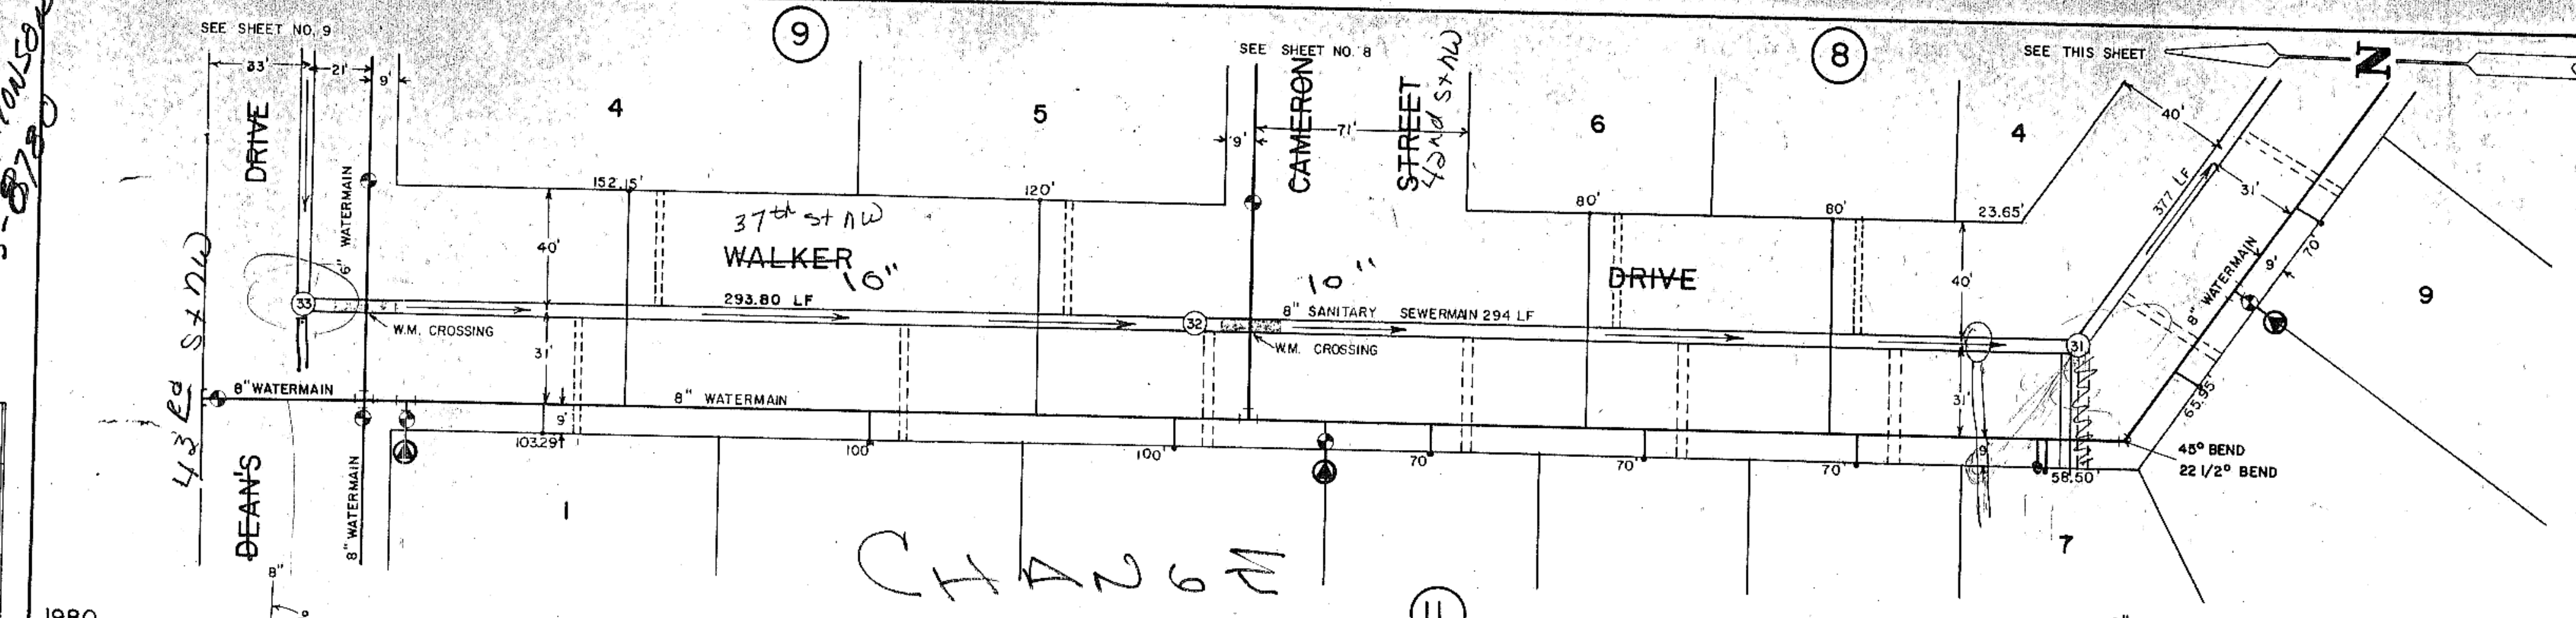 SEE SHEET NO. 9
9
SEE SHEET NO. 8
8
SEE THIS SHEET
N
33'
21'
9'
DRIVE
6" WATERMAIN
4
5
9'
CAMERON
71'
STREET
42nd St NW
6
4
40'
152.15'
120'
80'
80'
23.65'
37th St NW
WALKER
10"
10"
DRIVE
40'
40'
377 LF
31'
8" WATERMAIN
9'
70'
65.95'
9
33
293.80 LF
32
8" SANITARY SEWERMAIN 294 LF
31
W.M. CROSSING
W.M. CROSSING
31'
31'
43 Rd St NW
8" WATERMAIN
8" WATERMAIN
9'
103.29'
100'
100'
70'
70'
70'
9'
58.50'
45° BEND
22 1/2° BEND
DEAN'S
8" WATERMAIN
1
7
CHANGE
8"
11
1980